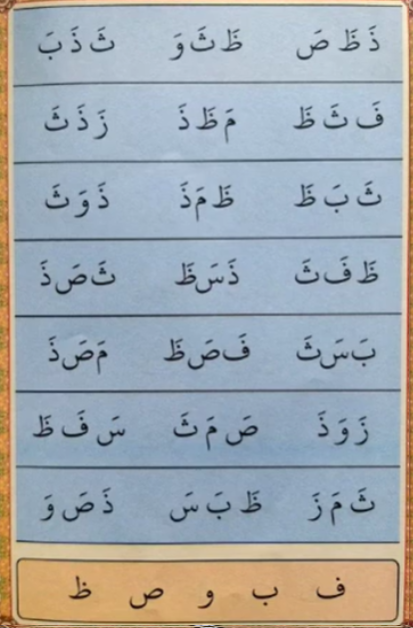 ذَ ظَ صَ ظَ ثَ وَ ثَ ذَ بَ
فَ ثَ ظَ مَ ظَ ذَ زَ ذَ ثَ
ثَ بَ ظَ ظَ مَ ذَ ذَ وَ ثَ
ظَ فَ ثَ ذَ سَ ظَ ثَ صَ ذَ
بَ سَ ثَ فَ صَ ظَ مَ صَ ذَ
زَ وَ ذَ صَ مَ ثَ سَ فَ ظَ
ثَ مَ زَ ظَ بَ سَ ذَ صَ وَ
ف ب و ص ظ